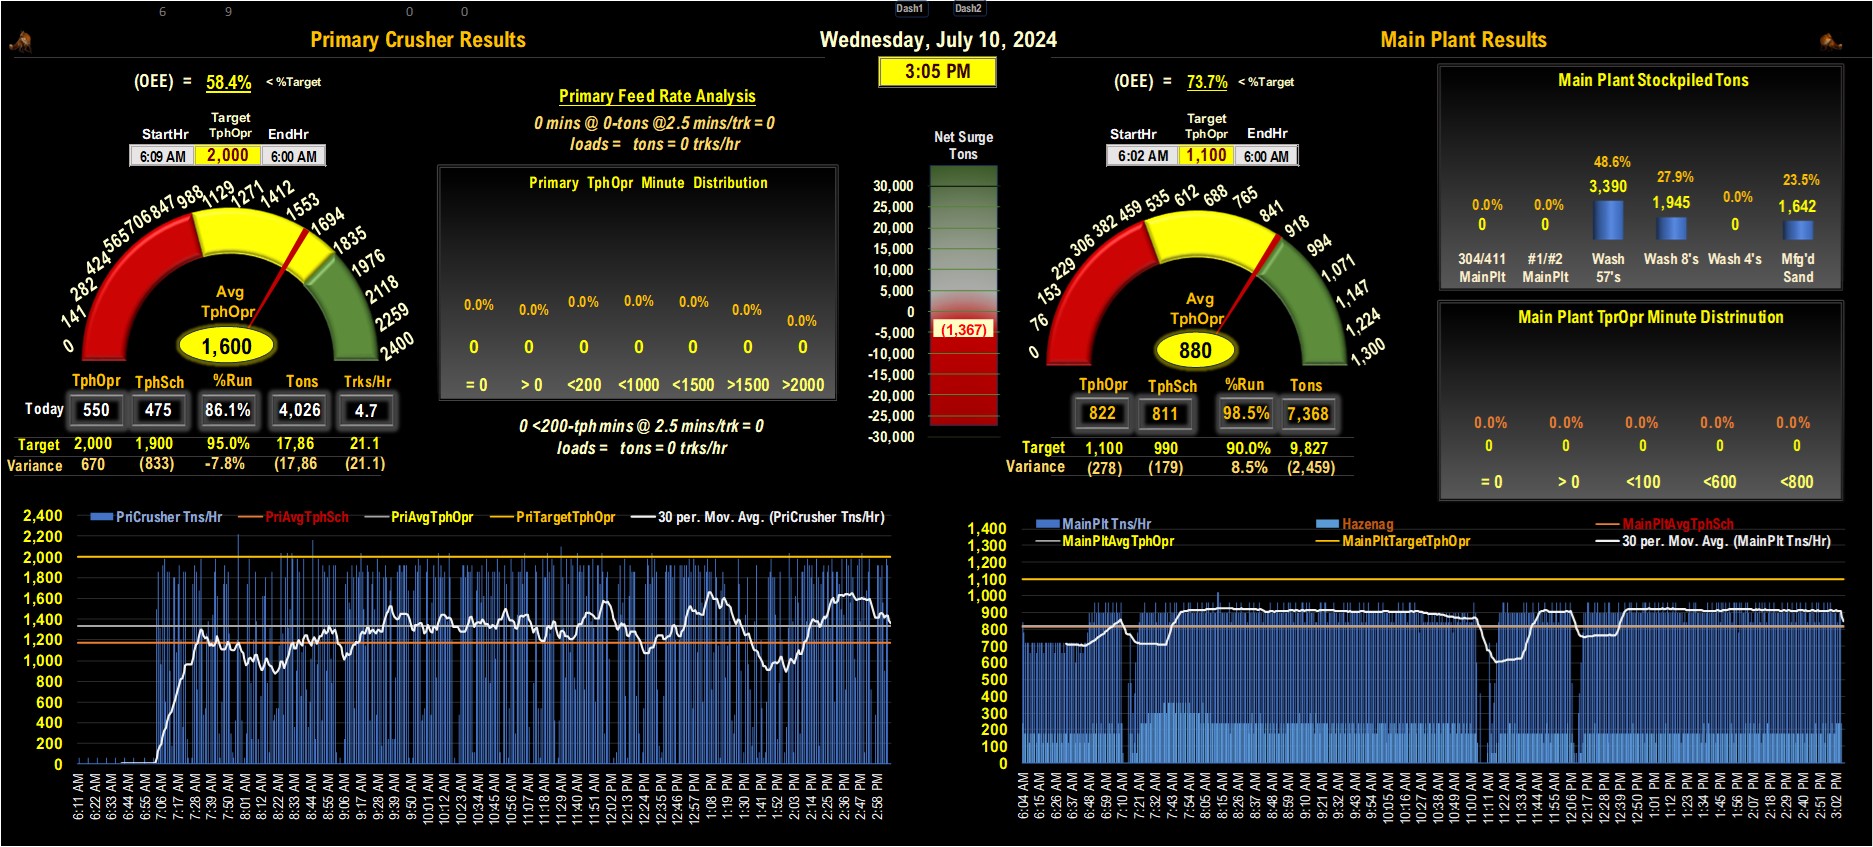 6 9 0 0 Dash1 Dash2
Primary Crusher Results
Wednesday, July 10, 2024
Main Plant Results
3:05 PM
(OEE) = 58.4% < %Target
Target
StartHr TphOpr EndHr
6:09 AM 2,000 6:00 AM
0 141 282 424 565 706 847 988 1129 1271 1412 1553 1694 1835 1976 2118 2259 2400
Avg
TphOpr
1,600
TphOpr TphSch %Run Tons Trks/Hr
Today 550 475 86.1% 4,026 4.7
Target 2,000 1,900 95.0% 17,86 21.1
Variance 670 (833) -7.8% (17,86 (21.1)
Primary Feed Rate Analysis
0 mins @ 0-tons @2.5 mins/trk = 0
loads = tons = 0 trks/hr
Primary TphOpr Minute Distribution
0.0% 0.0% 0.0% 0.0% 0.0% 0.0% 0.0%
0 0 0 0 0 0 0
= 0 > 0 <200 <1000 <1500 >1500 >2000
0 <200-tph mins @ 2.5 mins/trk = 0
loads = tons = 0 trks/hr
Net Surge
Tons
30,000
25,000
20,000
15,000
10,000
5,000
0
-5,000
-10,000
-15,000
-20,000
-25,000
-30,000
(1,367)
(OEE) = 73.7% < %Target
Target
StartHr TphOpr EndHr
6:02 AM 1,100 6:00 AM
0 76 153 229 306 382 459 535 612 688 765 841 918 994 1,071 1,147 1,224 1,300
Avg
TphOpr
880
TphOpr TphSch %Run Tons
822 811 98.5% 7,368
Target 1,100 990 90.0% 9,827
Variance (278) (179) 8.5% (2,459)
Main Plant Stockpiled Tons
0.0% 0.0% 48.6% 27.9% 0.0% 23.5%
0 0 3,390 1,945 0 1,642
304/411 #1/#2 Wash Wash 8's Wash 4's Mfg'd
MainPlt MainPlt 57's Sand
Main Plant TprOpr Minute Distrinution
0.0% 0.0% 0.0% 0.0% 0.0%
0 0 0 0 0
= 0 > 0 <100 <600 <800
PriCrusher Tns/Hr PriAvgTphSch PriAvgTphOpr PriTargetTphOpr 30 per. Mov. Avg. (PriCrusher Tns/Hr)
2,400
2,200
2,000
1,800
1,600
1,400
1,200
1,000
800
600
400
200
0
6:11 AM 6:22 AM 6:33 AM 6:44 AM 6:55 AM 7:06 AM 7:17 AM 7:28 AM 7:39 AM 7:50 AM 8:01 AM 8:12 AM 8:22 AM 8:33 AM 8:44 AM 8:55 AM 9:06 AM 9:17 AM 9:28 AM 9:39 AM 9:50 AM 10:01 AM 10:12 AM 10:23 AM 10:34 AM 10:45 AM 10:56 AM 11:07 AM 11:18 AM 11:29 AM 11:40 AM 11:51 AM 12:02 PM 12:13 PM 12:24 PM 12:35 PM 12:46 PM 12:57 PM 1:08 PM 1:19 PM 1:30 PM 1:41 PM 1:52 PM 2:03 PM 2:14 PM 2:25 PM 2:36 PM 2:47 PM 2:58 PM
MainPlt Tns/Hr Hazenag MainPltAvgTphSch
MainPltAvgTphOpr MainPltTargetTphOpr 30 per. Mov. Avg. (MainPlt Tns/Hr)
1,400
1,300
1,200
1,100
1,000
900
800
700
600
500
400
300
200
100
0
6:04 AM 6:15 AM 6:26 AM 6:37 AM 6:48 AM 6:59 AM 7:10 AM 7:21 AM 7:32 AM 7:43 AM 7:54 AM 8:05 AM 8:15 AM 8:26 AM 8:37 AM 8:48 AM 8:59 AM 9:10 AM 9:21 AM 9:32 AM 9:43 AM 9:54 AM 10:05 AM 10:16 AM 10:27 AM 10:38 AM 10:49 AM 11:00 AM 11:11 AM 11:22 AM 11:33 AM 11:44 AM 11:55 AM 12:06 PM 12:17 PM 12:28 PM 12:39 PM 12:50 PM 1:01 PM 1:12 PM 1:23 PM 1:34 PM 1:45 PM 1:56 PM 2:07 PM 2:18 PM 2:29 PM 2:40 PM 2:51 PM 3:02 PM